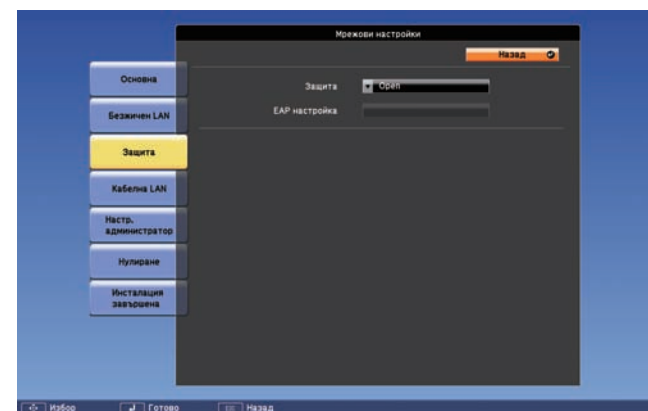 Мрежови настройки
Назад
Основна
Безжичен LAN
Защита
Кабелна LAN
Настр.
администратор
Нулиране
Инсталация
завършена
Защита
Open
EAP настройка
Избор
Готово
Esc Назад